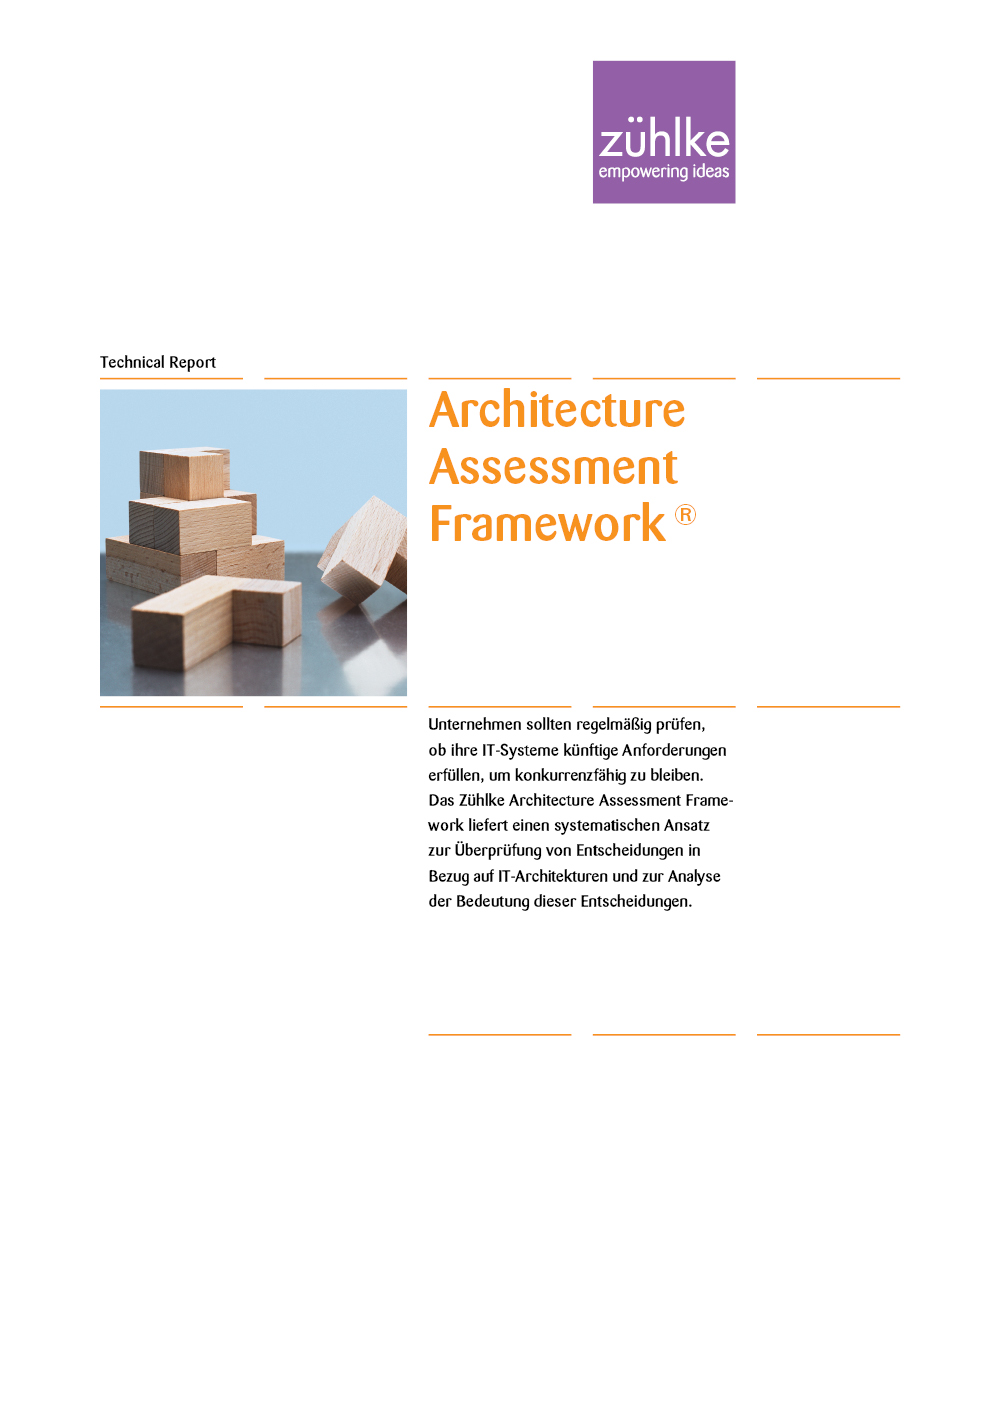 zühlke
empowering ideas
Technical Report
Architecture
Assessment
Framework ®
Unternehmen sollten regelmäßig prüfen,
ob ihre IT-Systeme künftige Anforderungen
erfüllen, um konkurrenzfähig zu bleiben.
Das Zühlke Architecture Assessment Frame-
work liefert einen systematischen Ansatz
zur Überprüfung von Entscheidungen in
Bezug auf IT-Architekturen und zur Analyse
der Bedeutung dieser Entscheidungen.